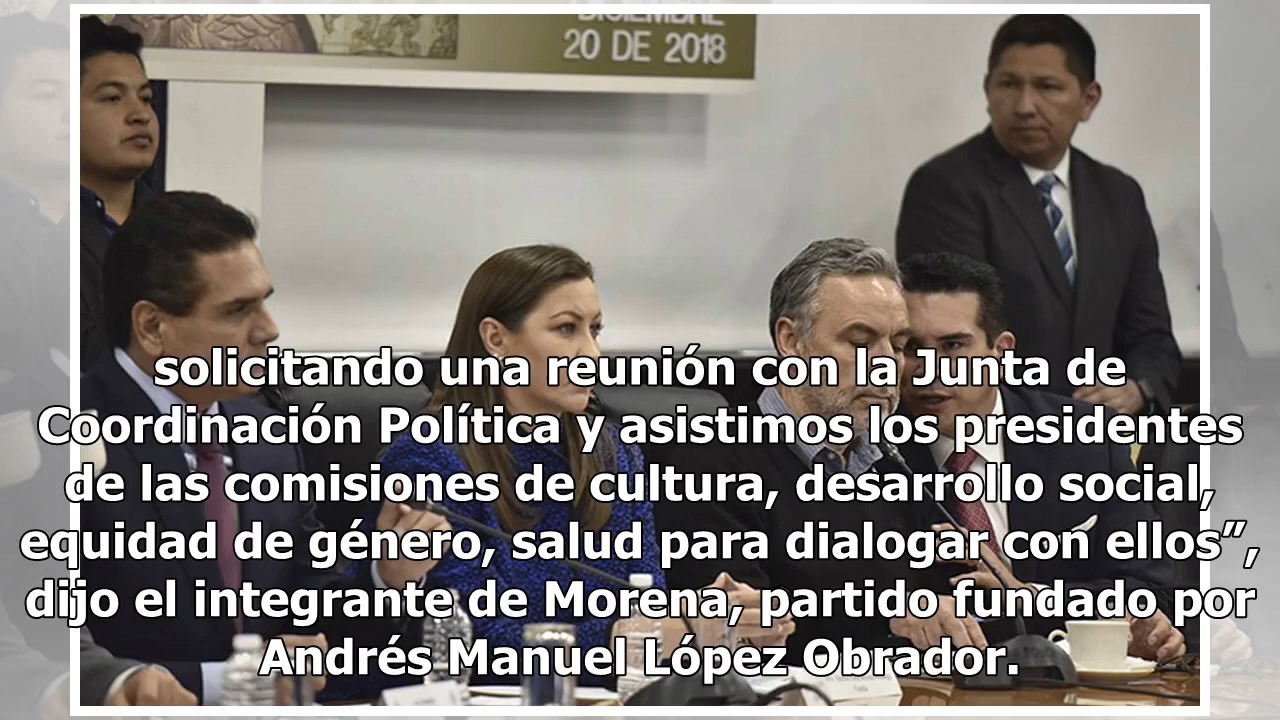 DICIEMBRE
20 DE 2018
solicitando una reunión con la Junta de
Coordinación Política y asistimos los presidentes
de las comisiones de cultura, desarrollo social,
equidad de género, salud para dialogar con ellos”,
dijo el integrante de Morena, partido fundado por
Andrés Manuel López Obrador.